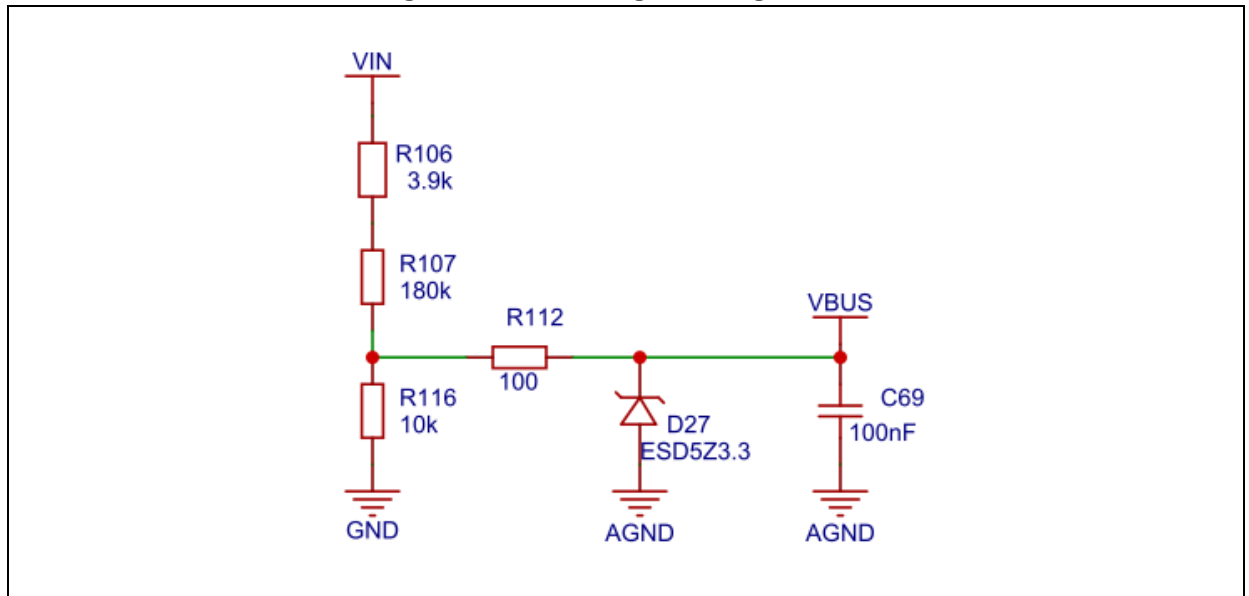 VIN
R106
3.9k
R107
180k
R112
100
VBUS
R116
10k
D27
ESD5Z3.3
C69
100nF
GND
AGND
AGND